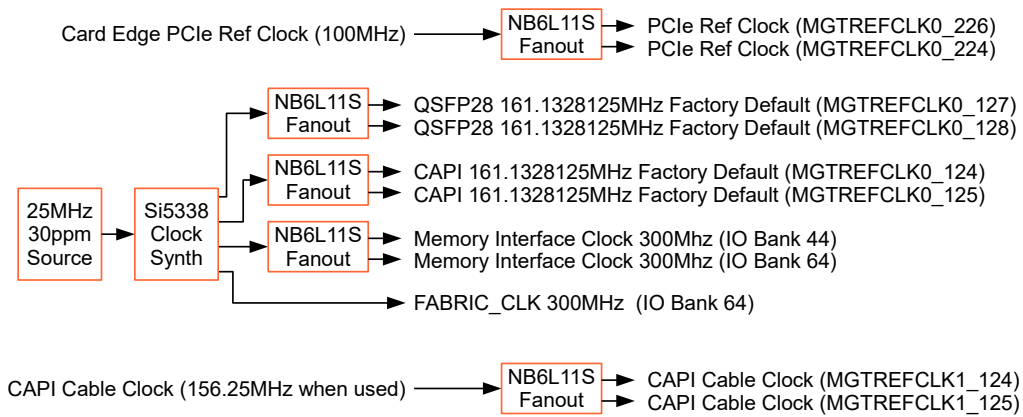 Card Edge PCIe Ref Clock (100MHz)
NB6L11S
Fanout
PCIe Ref Clock (MGTREFCLK0_226)
PCIe Ref Clock (MGTREFCLK0_224)
NB6L11S
Fanout
QSFP28 161.1328125MHz Factory Default (MGTREFCLK0_127)
QSFP28 161.1328125MHz Factory Default (MGTREFCLK0_128)
NB6L11S
Fanout
CAPI 161.1328125MHz Factory Default (MGTREFCLK0_124)
CAPI 161.1328125MHz Factory Default (MGTREFCLK0_125)
25MHz
30ppm
Source
Si5338
Clock
Synth
NB6L11S
Fanout
Memory Interface Clock 300Mhz (IO Bank 44)
Memory Interface Clock 300Mhz (IO Bank 64)
FABRIC_CLK 300MHz (IO Bank 64)
CAPI Cable Clock (156.25MHz when used)
NB6L11S
Fanout
CAPI Cable Clock (MGTREFCLK1_124)
CAPI Cable Clock (MGTREFCLK1_125)